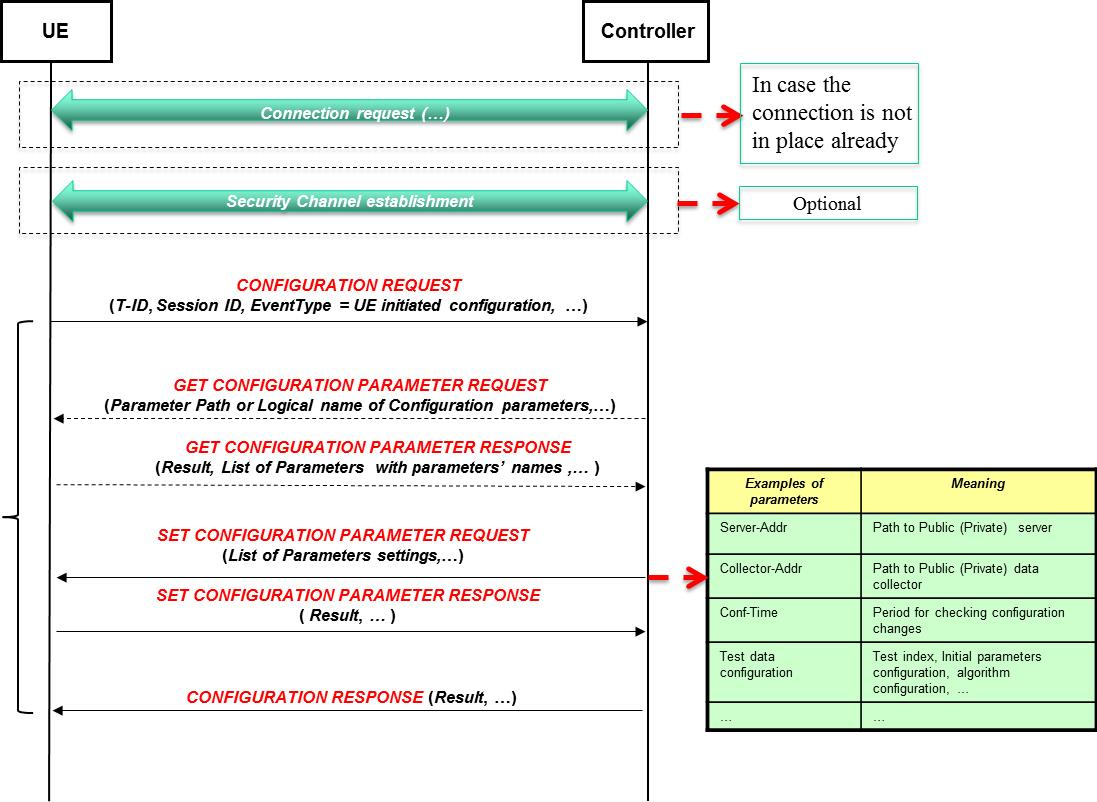 UE
Controller
Connection request (…)
In case the
connection is not
in place already
Security Channel establishment
Optional
CONFIGURATION REQUEST
(T-ID, Session ID, EventType = UE initiated configuration, …)
GET CONFIGURATION PARAMETER REQUEST
(Parameter Path or Logical name of Configuration parameters,…)
GET CONFIGURATION PARAMETER RESPONSE
(Result, List of Parameters with parameters’ names ,… )
SET CONFIGURATION PARAMETER REQUEST
(List of Parameters settings,…)
SET CONFIGURATION PARAMETER RESPONSE
( Result, … )
CONFIGURATION RESPONSE (Result, …)
Examples of
parameters
Meaning
Server-Addr
Path to Public (Private) server
Collector-Addr
Path to Public (Private) data
collector
Conf-Time
Period for checking configuration
changes
Test data
configuration
Test index, Initial parameters
configuration, algorithm
configuration, …
…
…